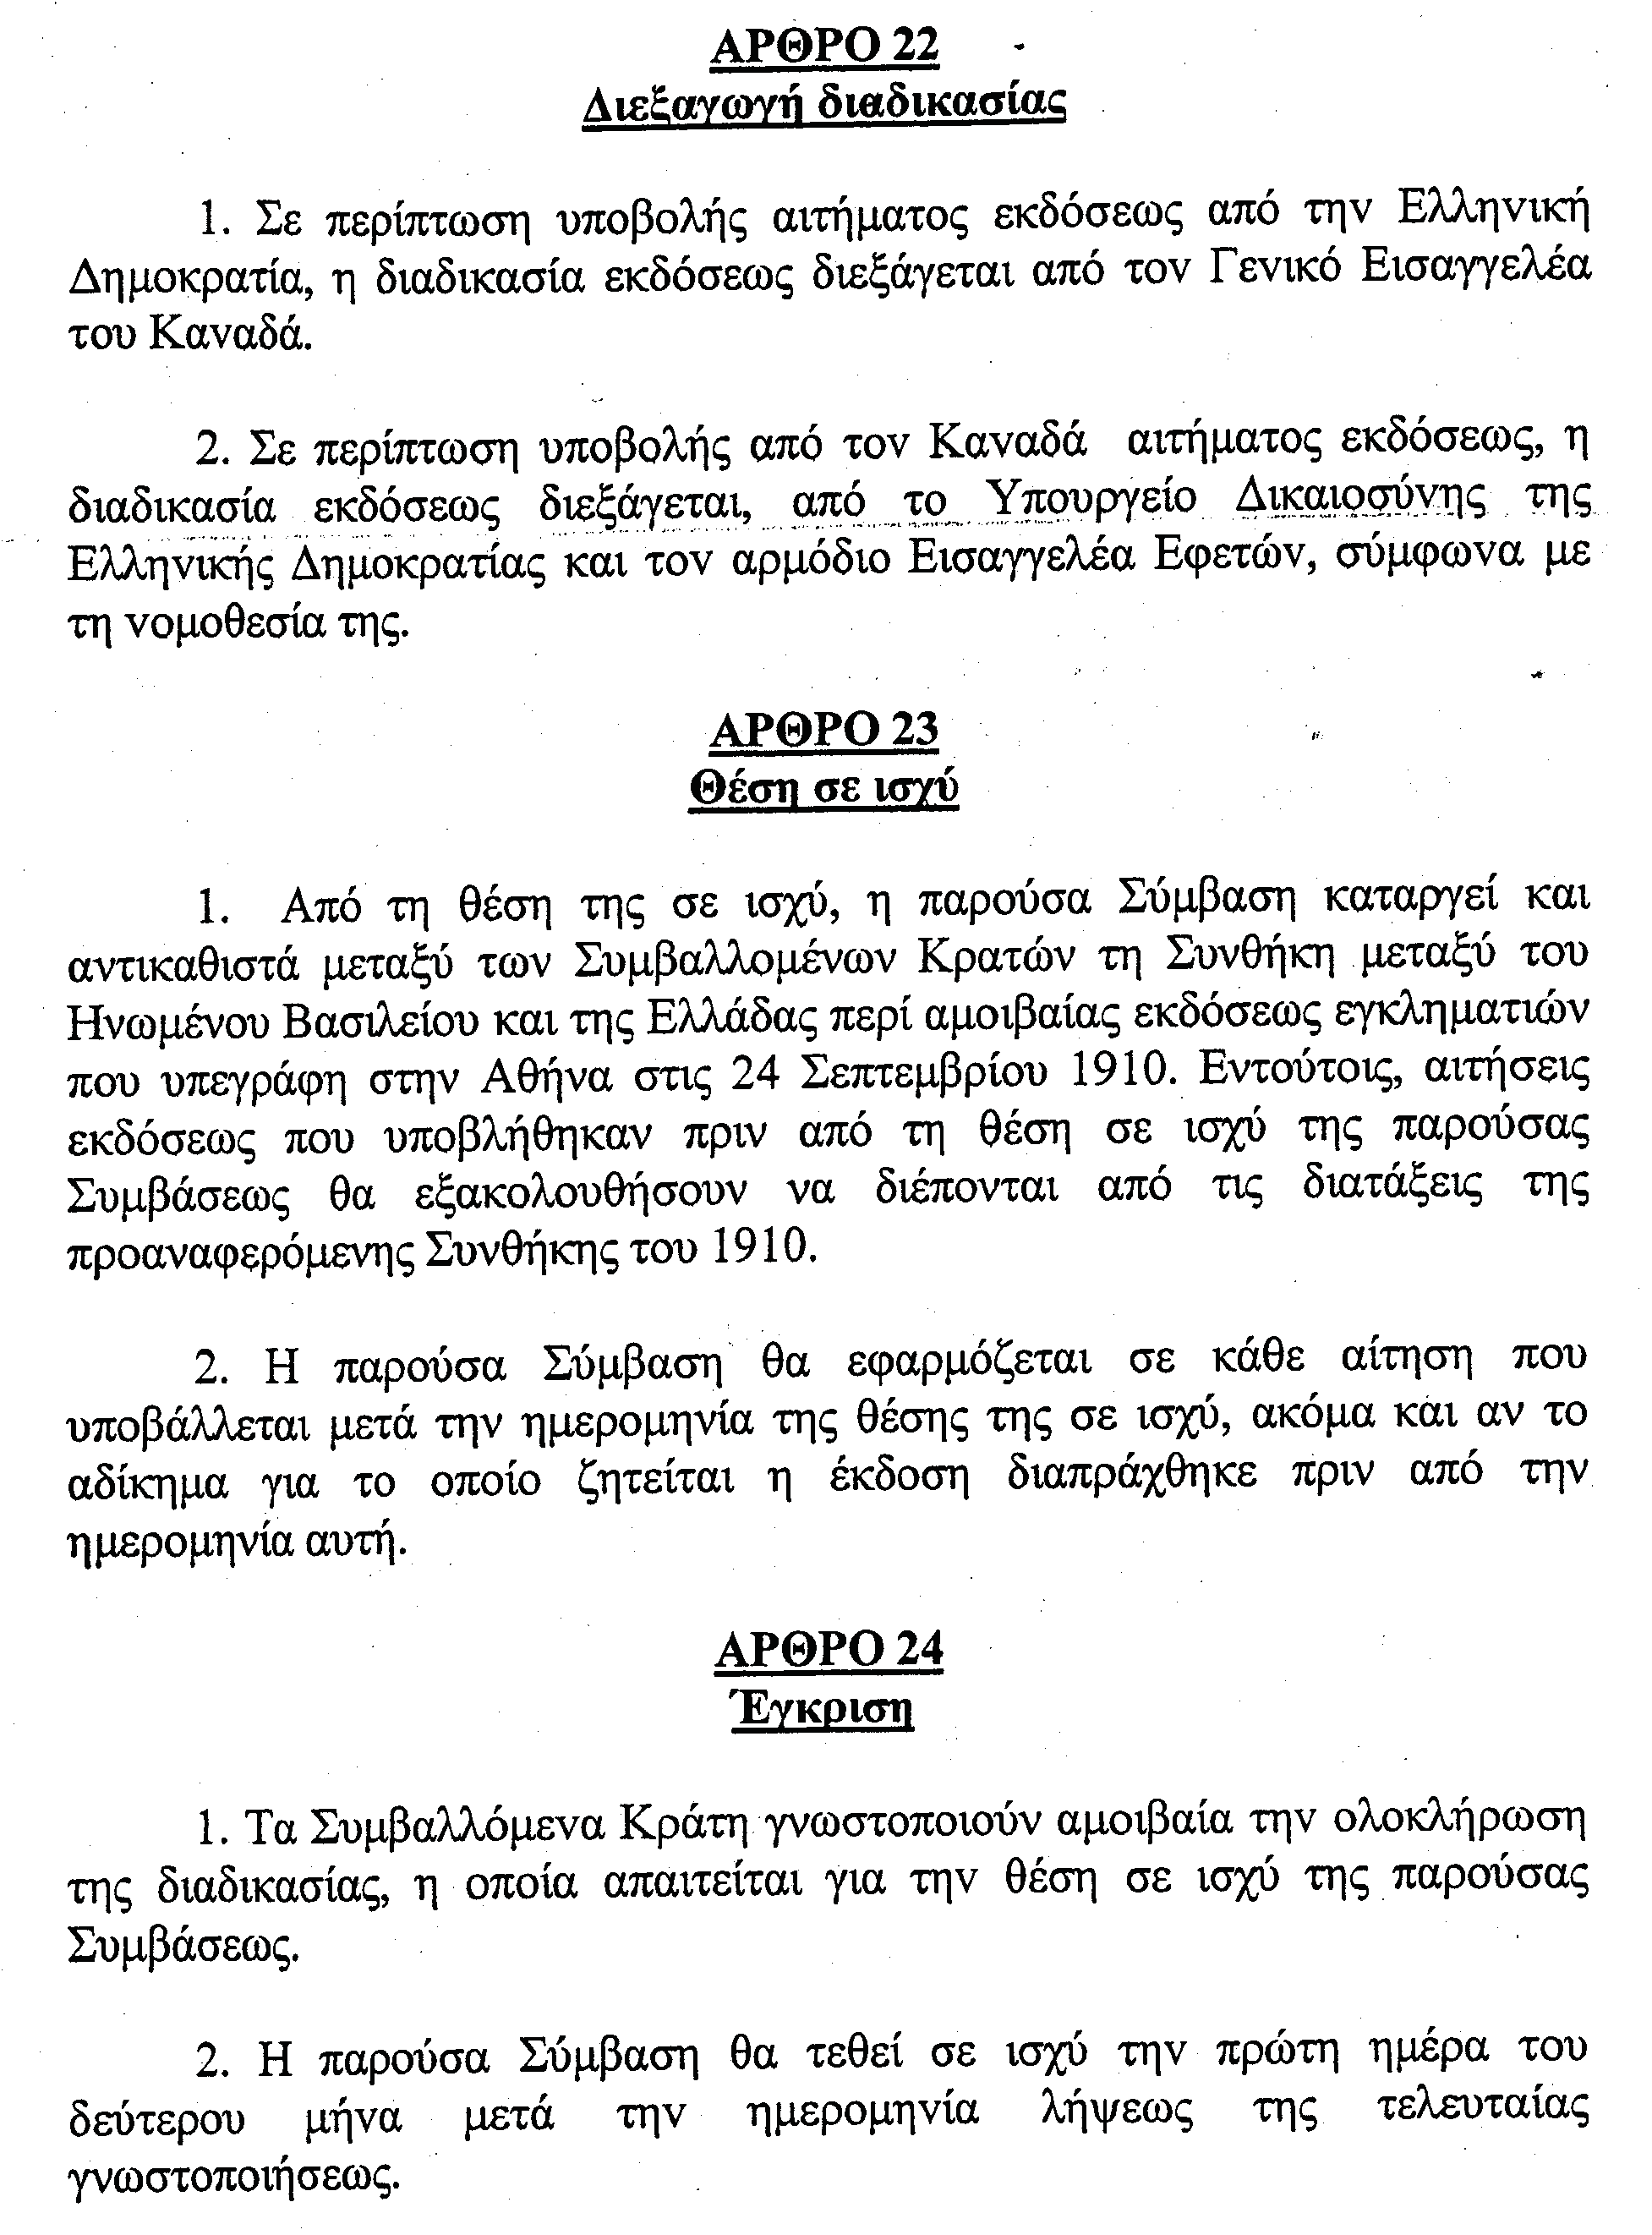 ΑΡΘΡΟ 22
Διεξαγωγή διαδικασίας
1. Σε περίπτωση υποβολής αιτήματος εκδόσεως από την Ελληνική
Δημοκρατία, η διαδικασία εκδόσεως διεξάγεται από τον Γενικό Εισαγγελέα
του Καναδά.
2. Σε περίπτωση υποβολής από τον Καναδά αιτήματος εκδόσεως, η
διαδικασία εκδόσεως διεξάγεται, από το Υπουργείο Δικαιοσύνης της
Ελληνικής Δημοκρατίας και τον αρμόδιο Εισαγγελέα Εφετών, σύμφωνα με
τη νομοθεσία της.
ΑΡΘΡΟ 23
Θέση σε ισχύ
1. Από τη θέση της σε ισχύ, η παρούσα Σύμβαση καταργεί και
αντικαθιστά μεταξύ των Συμβαλλομένων Κρατών τη Συνθήκη μεταξύ του
Ηνωμένου Βασιλείου και της Ελλάδας περί αμοιβαίας εκδόσεως εγκληματιών
που υπεγράφη στην Αθήνα στις 24 Σεπτεμβρίου 1910. Εντούτοις, αιτήσεις
εκδόσεως που υποβλήθηκαν πριν από τη θέση σε ισχύ της παρούσας
Συμβάσεως θα εξακολουθήσουν να διέπονται από τις διατάξεις της
προαναφερόμενης Συνθήκης του 1910.
2. Η παρούσα Σύμβαση θα εφαρμόζεται σε κάθε αίτηση που
υποβάλλεται μετά την ημερομηνία της θέσης της σε ισχύ, ακόμα και αν το
αδίκημα για το οποίο ζητείται η έκδοση διαπράχθηκε πριν από την
ημερομηνία αυτή.
ΑΡΘΡΟ 24
Έγκριση
1. Τα Συμβαλλόμενα Κράτη γνωστοποιούν αμοιβαία την ολοκλήρωση
της διαδικασίας, η οποία απαιτείται για την θέση σε ισχύ της παρούσας
Συμβάσεως.
2. Η παρούσα Σύμβαση θα τεθεί σε ισχύ την πρώτη ημέρα του
δεύτερου μήνα μετά την ημερομηνία λήψεως της τελευταίας
γνωστοποιήσεως.